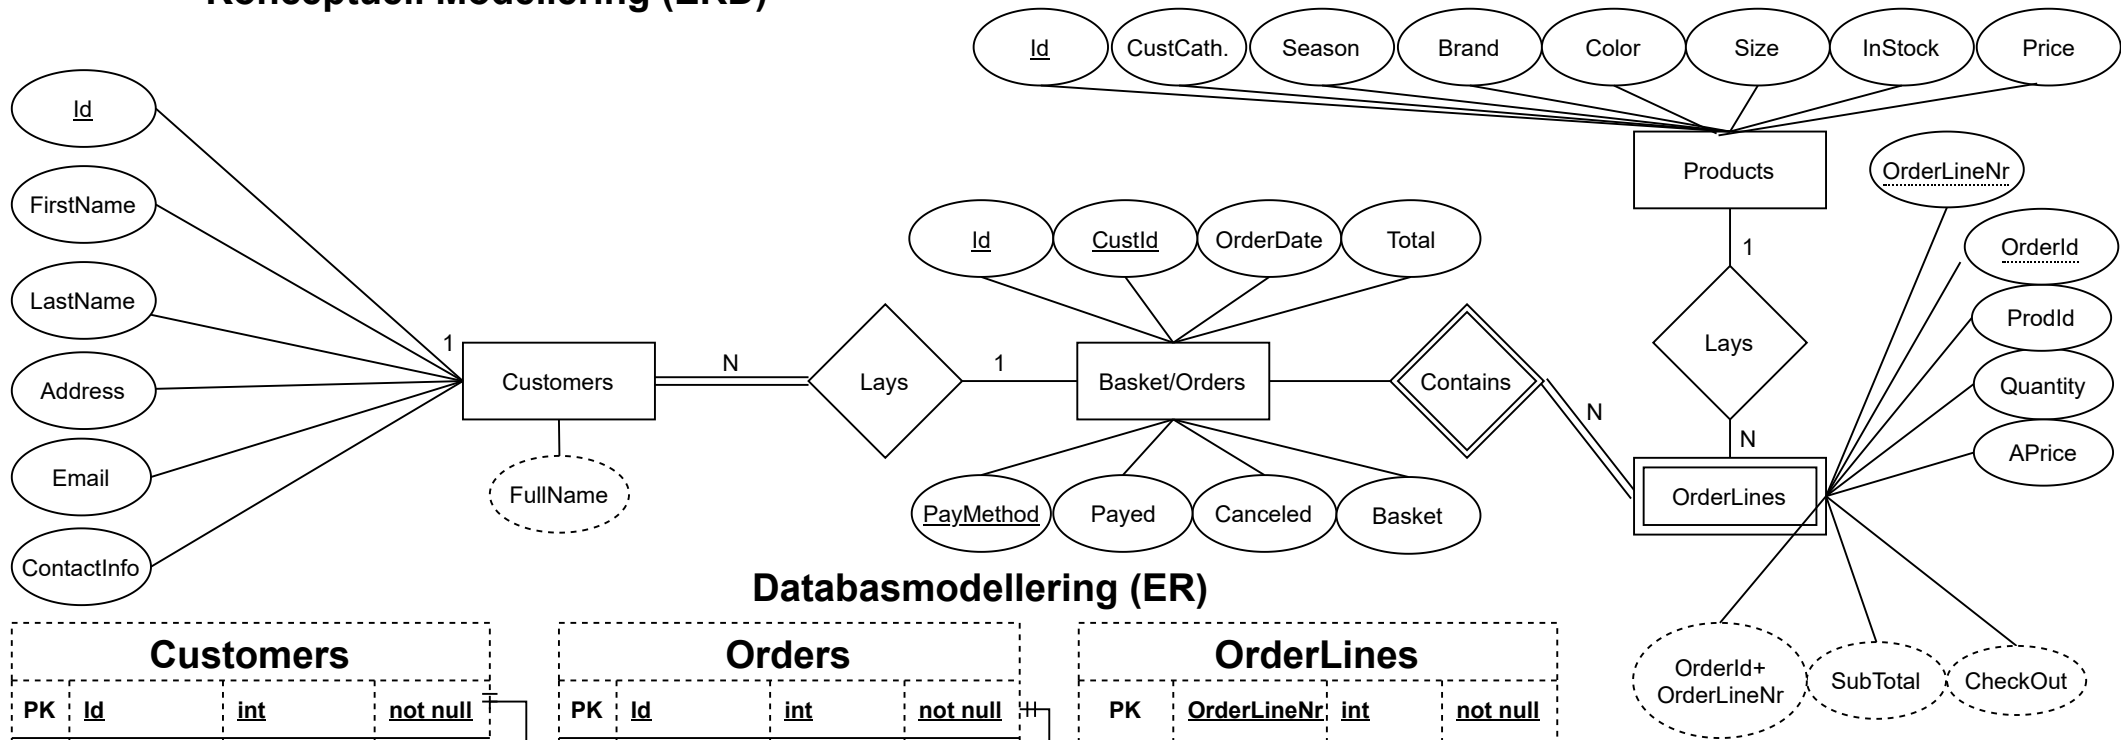 Konseptuell Modellering (ERD)
Id
CustCath.
Season
Brand
Color
Size
InStock
Price
Id
FirstName
LastName
Address
Email
ContactInfo
1
Customers
FullName
N
Lays
1
Id
CustId
OrderDate
Total
Basket/Orders
PayMethod
Payed
Canceled
Basket
Contains
N
Products
1
Lays
N
OrderLines
OrderLineNr
OrderId
ProdId
Quantity
APrice
OrderId+
OrderLineNr
SubTotal
CheckOut
Databasmodellering (ER)
Customers
PK Id int not null
Orders
PK Id int not null
OrderLines
PK OrderLineNr int not null